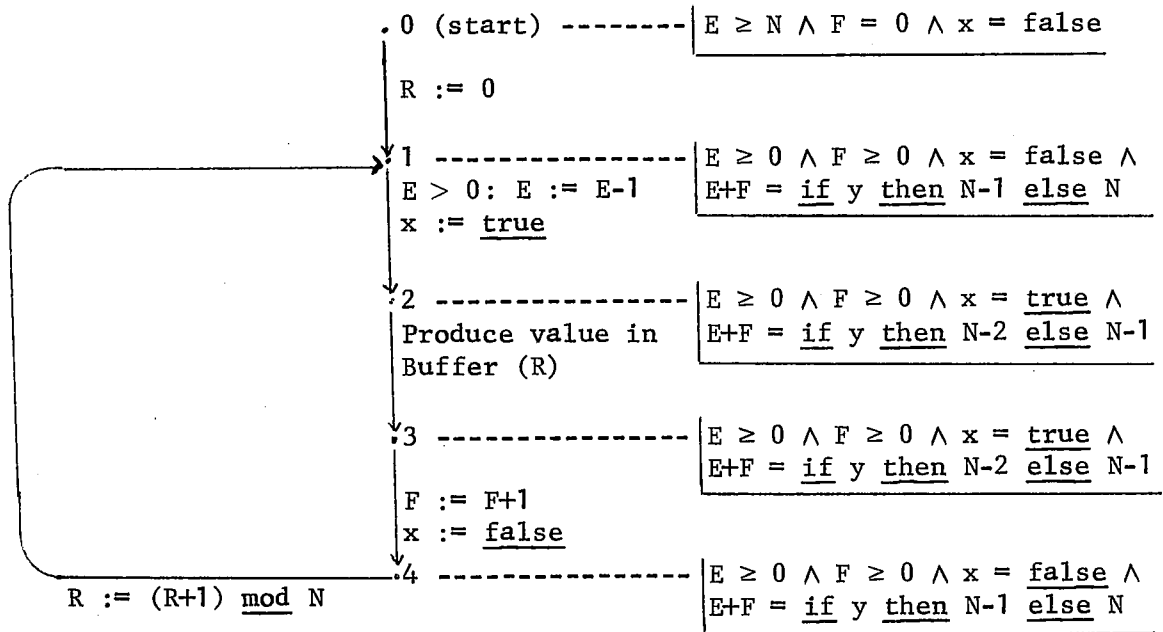 0 (start) -------- E ≥ N ∧ F = 0 ∧ x = false
R := 0
1 ---------------- E ≥ 0 ∧ F ≥ 0 ∧ x = false ∧
E > 0: E := E-1 E+F = if y then N-1 else N
x := true
2 ---------------- E ≥ 0 ∧ F ≥ 0 ∧ x = true ∧
Produce value in E+F = if y then N-2 else N-1
Buffer (R)
3 ---------------- E ≥ 0 ∧ F ≥ 0 ∧ x = true ∧
E+F = if y then N-2 else N-1
F := F+1
x := false
4 ---------------- E ≥ 0 ∧ F ≥ 0 ∧ x = false ∧
R := (R+1) mod N E+F = if y then N-1 else N